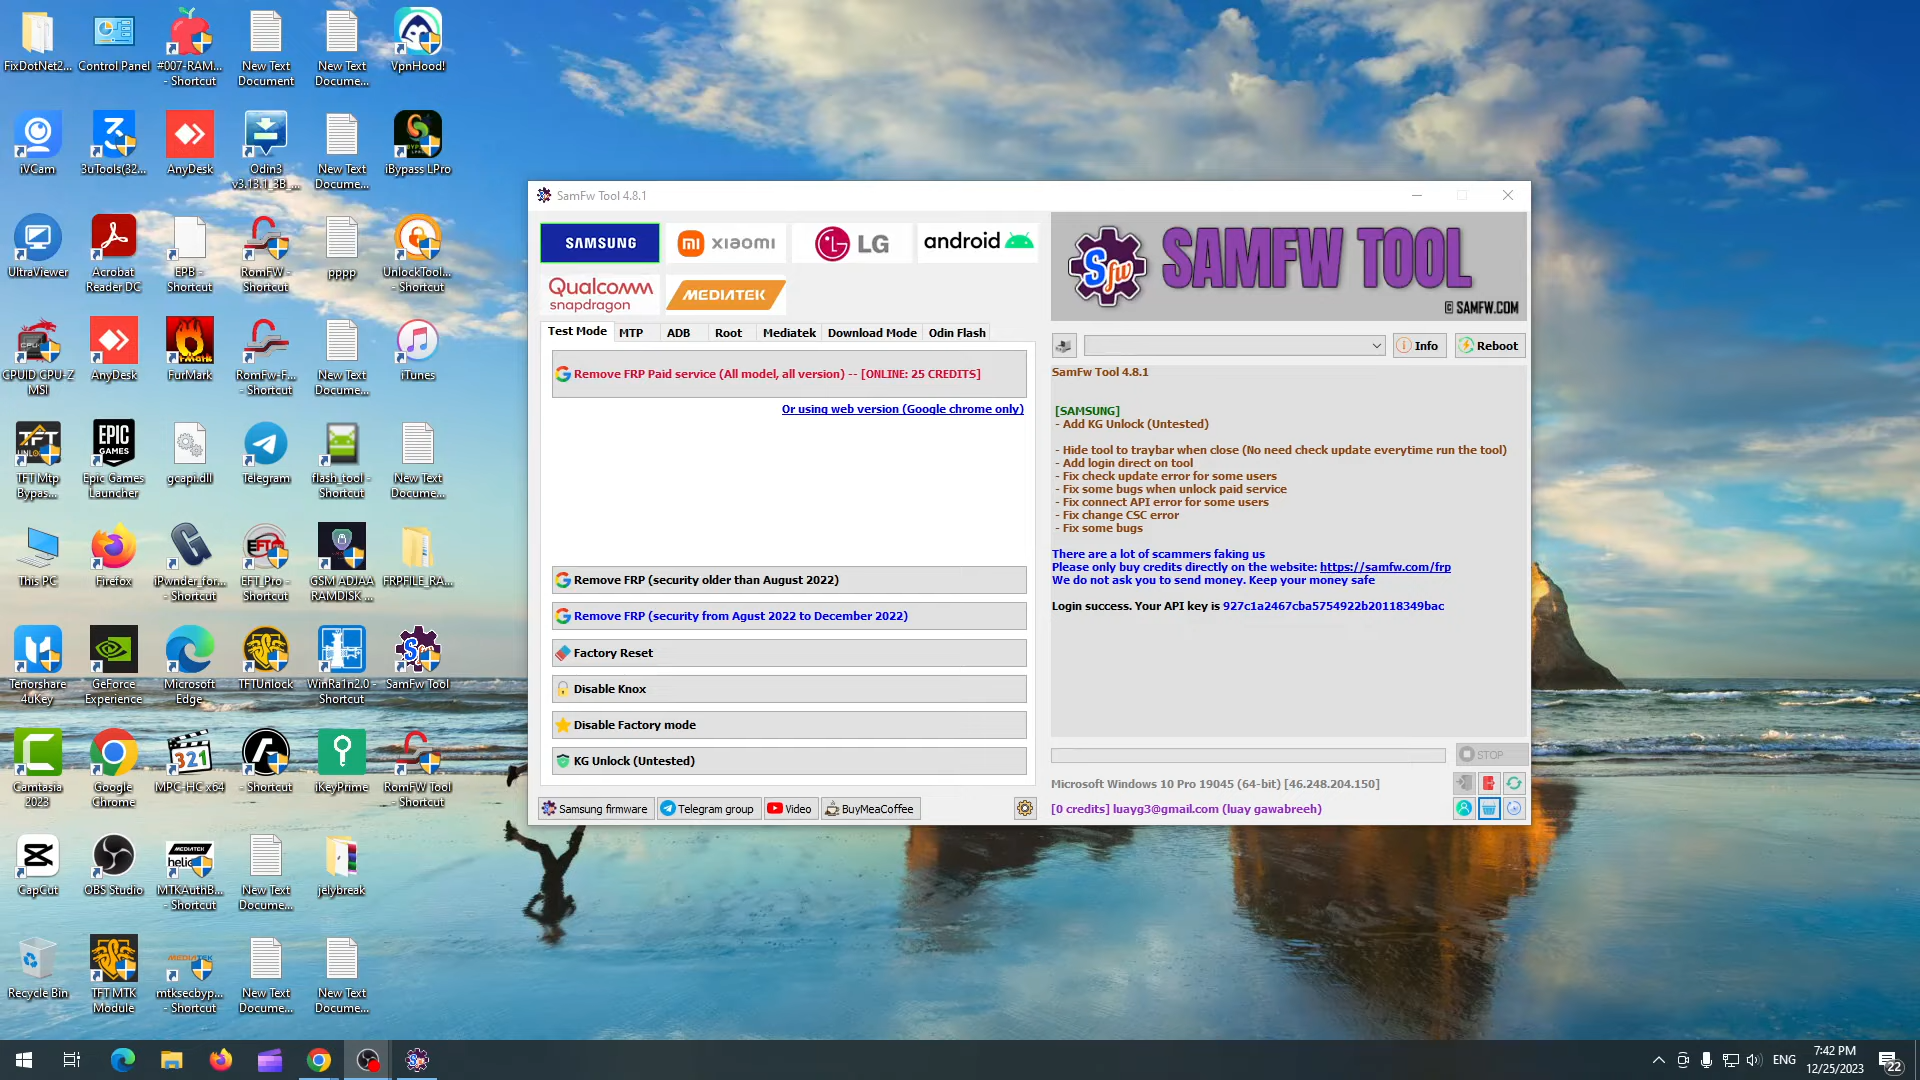 FixDotNet2...
Control Panel
#007-RAM...
- Shortcut
New Text
Document
New Text
Docume...
VpnHood!
iVCam
3uTools(32...
AnyDesk
Odin3
v3.13.1_3B_...
New Text
Docume...
iBypass LPro
UltraViewer
Acrobat
Reader DC
EPB -
Shortcut
RomFW -
Shortcut
pppp
UnlockTool...
- Shortcut
CPUID CPU-Z
MSI
AnyDesk
FurMark
RomFw-F...
- Shortcut
New Text
Docume...
iTunes
TFT Mtp
Bypas...
Epic Games
Launcher
gcapi.dll
Telegram
flash_tool -
Shortcut
New Text
Docume...
This PC
Firefox
iPwnder_for...
- Shortcut
EFT_Pro -
Shortcut
GSM ADJAA
RAMDISK ...
FRPFILE_RA...
Tenorshare
4uKey
GeForce
Experience
Microsoft
Edge
TFTUnlock
WinRa1n2.0 -
Shortcut
SamFw Tool
Camtasia
2023
Google
Chrome
MPC-HC x64
- Shortcut
iKeyPrime
RomFW Tool
- Shortcut
CapCut
OBS Studio
MTKAuthB...
- Shortcut
New Text
Docume...
jelybreak
Recycle Bin
TFT MTK
Module
mtksecbyp...
- Shortcut
New Text
Docume...
New Text
Docume...
SamFw Tool 4.8.1
SAMSUNG
xiaomi
LG
android
Qualcomm
snapdragon
MEDIATEK
Test Mode
MTP
ADB
Root
Mediatek
Download Mode
Odin Flash
Remove FRP Paid service (All model, all version) -- [ONLINE: 25 CREDITS]
Or using web version (Google chrome only)
Remove FRP (security older than August 2022)
Remove FRP (security from Agust 2022 to December 2022)
Factory Reset
Disable Knox
Disable Factory mode
KG Unlock (Untested)
Samsung firmware
Telegram group
Video
BuyMeaCoffee
Sfw
SAMFW TOOL
© SAMFW.COM
Info
Reboot
SamFw Tool 4.8.1
[SAMSUNG]
- Add KG Unlock (Untested)
- Hide tool to traybar when close (No need check update everytime run the tool)
- Add login direct on tool
- Fix check update error for some users
- Fix some bugs when unlock paid service
- Fix connect API error for some users
- Fix change CSC error
- Fix some bugs
There are a lot of scammers faking us
Please only buy credits directly on the website: https://samfw.com/frp
We do not ask you to send money. Keep your money safe
Login success. Your API key is 927c1a2467cba5754922b20118349bac
STOP
Microsoft Windows 10 Pro 19045 (64-bit) [46.248.204.150]
[0 credits] luayg3@gmail.com (luay gawabreeh)
ENG
7:42 PM
12/25/2023
22